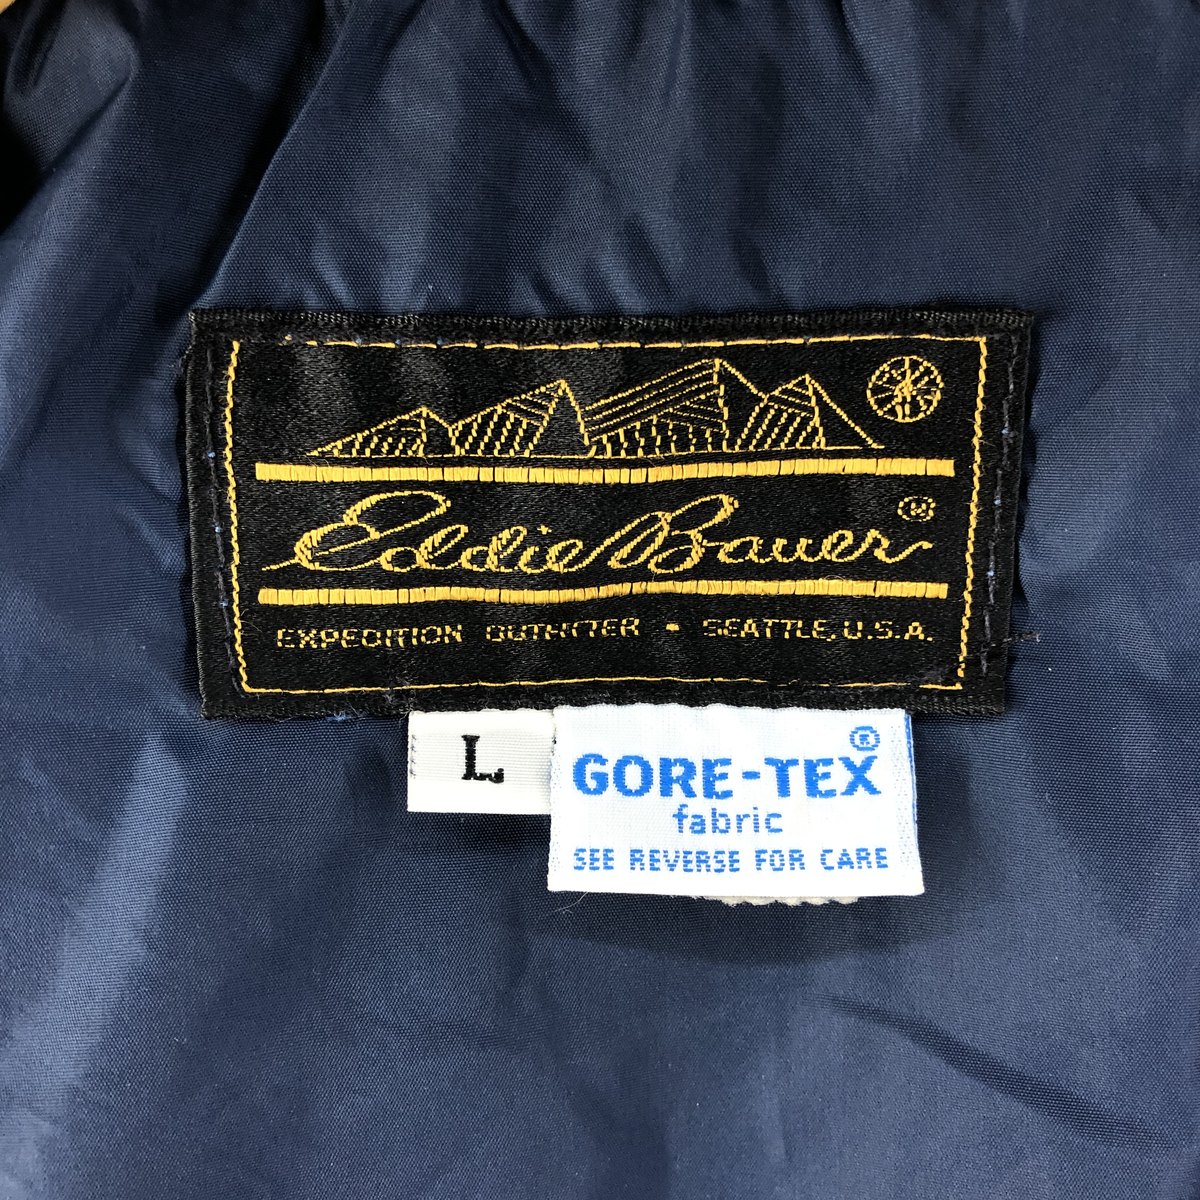 Eddie Bauer ®
EXPEDITION OUTFITTER - SEATTLE, U.S.A.
L
GORE-TEX ®
fabric
SEE REVERSE FOR CARE